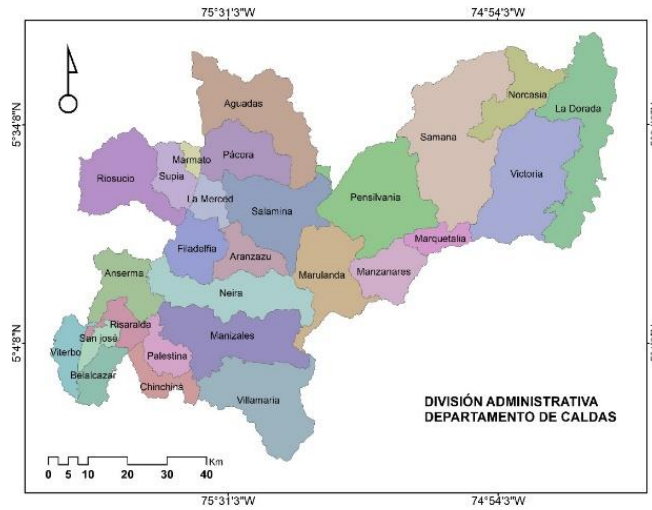 75°31'3"W
74°54'3"W
5°34'8"N
5°4'8"N
Aguadas
Norcasia
La Dorada
Samana
Marmato
Pácora
Riosucio
Supia
Victoria
Pensilvania
La Merced
Salamina
Marquetalia
Filadelfia
Aranzazu
Anserma
Marulanda
Manzanares
Neira
Risaralda
San josé
Manizales
Viterbo
Palestina
Belalcazar
Chinchiná
Villamaria
DIVISIÓN ADMINISTRATIVA
DEPARTAMENTO DE CALDAS
Km
0 5 10 20 30 40
75°31'3"W
74°54'3"W